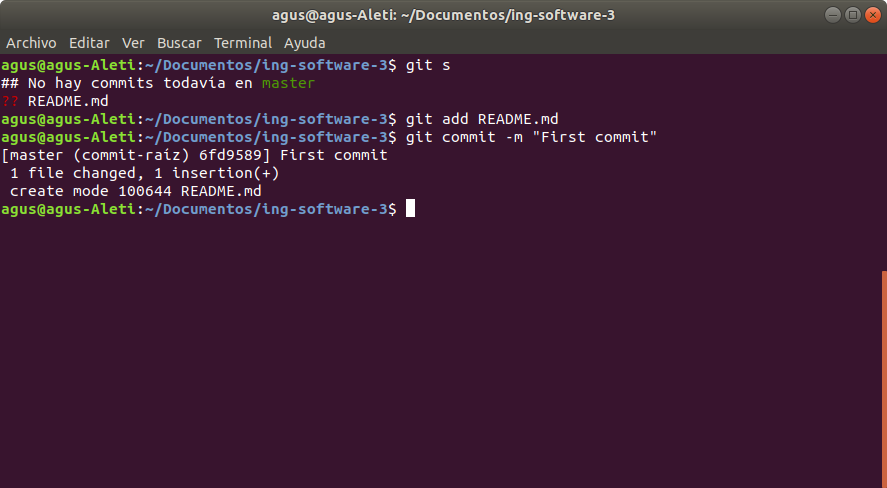 agus@agus-Aleti: ~/Documentos/ing-software-3
Archivo Editar Ver Buscar Terminal Ayuda
agus@agus-Aleti:~/Documentos/ing-software-3$ git s
## No hay commits todavía en master
?? README.md
agus@agus-Aleti:~/Documentos/ing-software-3$ git add README.md
agus@agus-Aleti:~/Documentos/ing-software-3$ git commit -m "First commit"
[master (commit-raíz) 6fd9589] First commit
 1 file changed, 1 insertion(+)
 create mode 100644 README.md
agus@agus-Aleti:~/Documentos/ing-software-3$